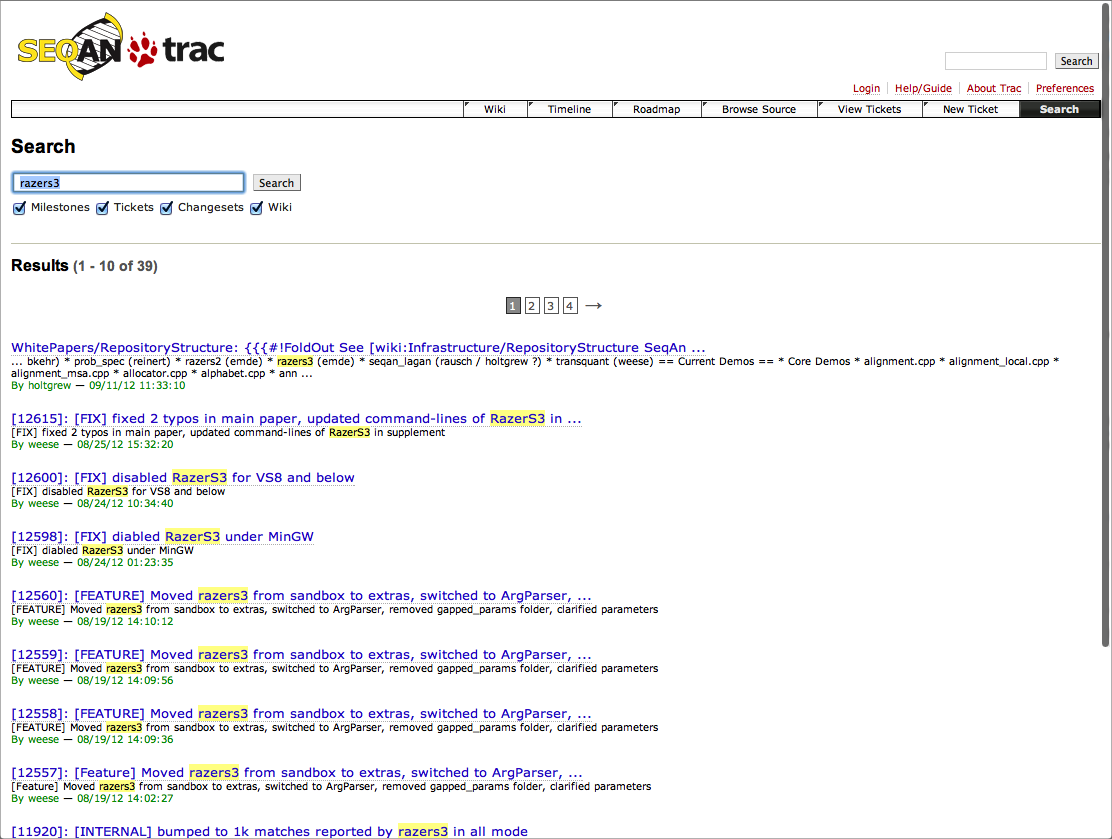 SEQAN trac
Search
Login Help/Guide About Trac Preferences
Wiki Timeline Roadmap Browse Source View Tickets New Ticket Search
Search
razers3 Search
Milestones Tickets Changesets Wiki
Results (1 - 10 of 39)
1 2 3 4 →
WhitePapers/RepositoryStructure: {{{#!FoldOut See [wiki:Infrastructure/RepositoryStructure SeqAn ...
... bkehr) * prob_spec (reinert) * razers2 (emde) * razers3 (emde) * seqan_lagan (rausch / holtgrew ?) * transquant (weese) == Current Demos == * Core Demos * alignment.cpp * alignment_local.cpp *
alignment_msa.cpp * allocator.cpp * alphabet.cpp * ann ...
By holtgrew — 09/11/12 11:33:10
[12615]: [FIX] fixed 2 typos in main paper, updated command-lines of RazerS3 in ...
[FIX] fixed 2 typos in main paper, updated command-lines of RazerS3 in supplement
By weese — 08/25/12 15:32:20
[12600]: [FIX] disabled RazerS3 for VS8 and below
[FIX] disabled RazerS3 for VS8 and below
By weese — 08/24/12 10:34:40
[12598]: [FIX] diabled RazerS3 under MinGW
[FIX] diabled RazerS3 under MinGW
By weese — 08/24/12 01:23:35
[12560]: [FEATURE] Moved razers3 from sandbox to extras, switched to ArgParser, ...
[FEATURE] Moved razers3 from sandbox to extras, switched to ArgParser, removed gapped_params folder, clarified parameters
By weese — 08/19/12 14:10:12
[12559]: [FEATURE] Moved razers3 from sandbox to extras, switched to ArgParser, ...
[FEATURE] Moved razers3 from sandbox to extras, switched to ArgParser, removed gapped_params folder, clarified parameters
By weese — 08/19/12 14:09:56
[12558]: [FEATURE] Moved razers3 from sandbox to extras, switched to ArgParser, ...
[FEATURE] Moved razers3 from sandbox to extras, switched to ArgParser, removed gapped_params folder, clarified parameters
By weese — 08/19/12 14:09:36
[12557]: [Feature] Moved razers3 from sandbox to extras, switched to ArgParser, ...
[Feature] Moved razers3 from sandbox to extras, switched to ArgParser, removed gapped_params folder, clarified parameters
By weese — 08/19/12 14:02:27
[11920]: [INTERNAL] bumped to 1k matches reported by razers3 in all mode